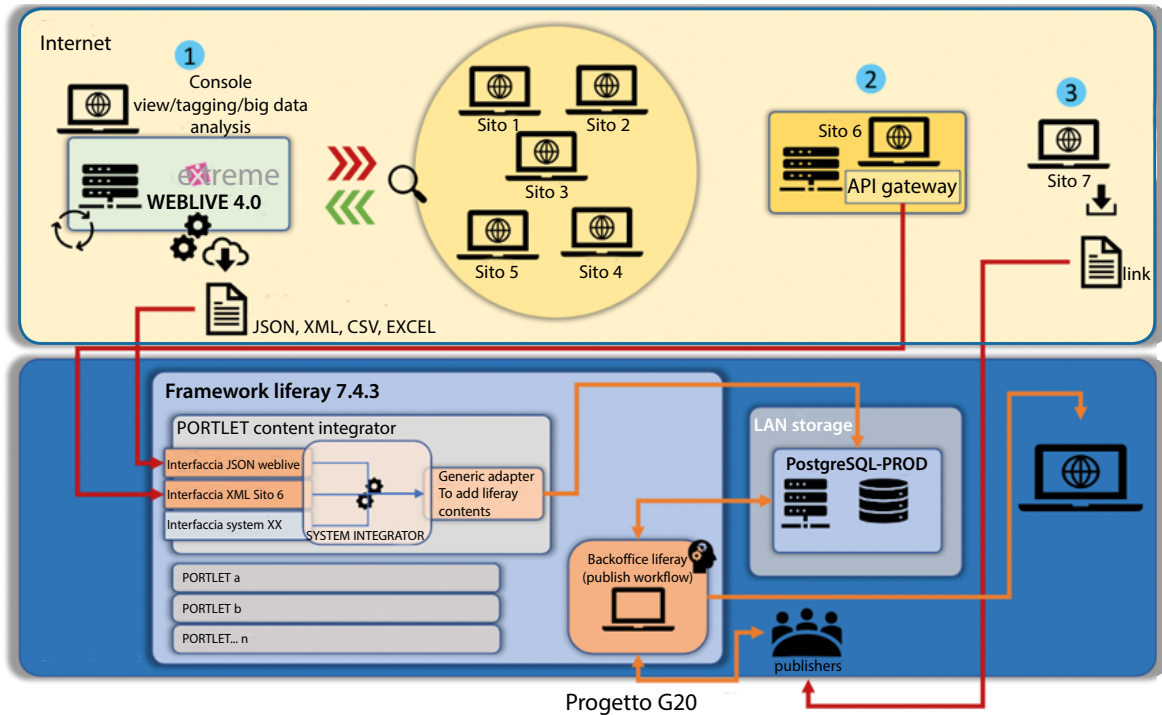 Internet
1
Console
view/tagging/big data
analysis
extreme
WEBLIVE 4.0
JSON, XML, CSV, EXCEL
Sito 1
Sito 2
Sito 3
Sito 5
Sito 4
2
Sito 6
API gateway
3
Sito 7
link
Framework liferay 7.4.3
PORTLET content integrator
Interfaccia JSON weblive
Interfaccia XML Sito 6
Interfaccia system XX
SYSTEM INTEGRATOR
Generic adapter
To add liferay
contents
PORTLET a
PORTLET b
PORTLET... n
LAN storage
PostgreSQL-PROD
Backoffice liferay
(publish workflow)
publishers
Progetto G20